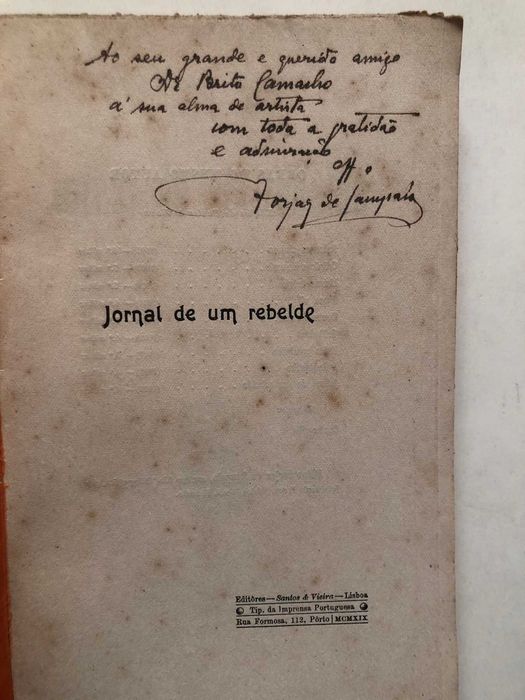 Ao seu grande e querido amigo
Dr Brito Camacho
á sua alma de artista
com toda a gratidão
e admiração
Off.º
Forjaz de Sampaio
Jornal de um rebelde
Editôres—Santos & Vieira—Lisboa
Tip. da Imprensa Portuguesa
Rua Formosa, 112, Pôrto | MCMXIX